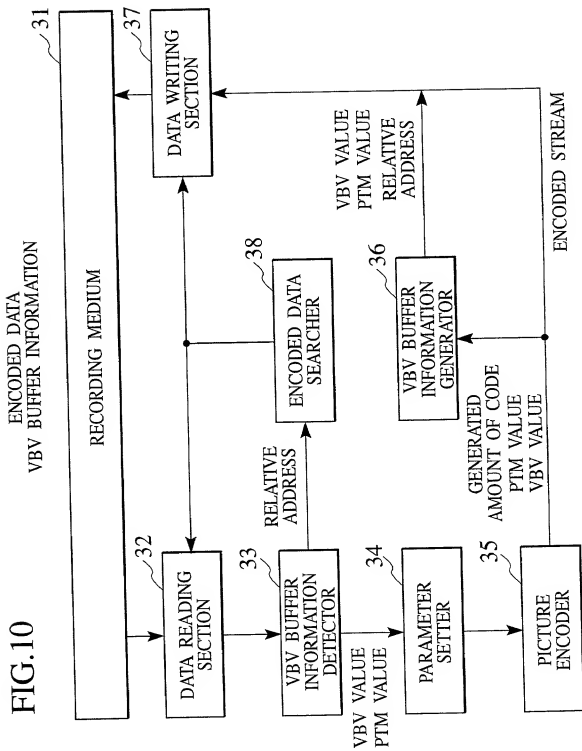 FIG.10
ENCODED DATA
VBV BUFFER INFORMATION
31
RECORDING MEDIUM
32
DATA READING
SECTION
37
DATA WRITING
SECTION
33
VBV BUFFER
INFORMATION
DETECTOR
RELATIVE
ADDRESS
38
ENCODED DATA
SEARCHER
VBV VALUE
PTM VALUE
RELATIVE
ADDRESS
VBV VALUE
PTM VALUE
34
PARAMETER
SETTER
36
VBV BUFFER
INFORMATION
GENERATOR
35
PICTURE
ENCODER
GENERATED
AMOUNT OF CODE
PTM VALUE
VBV VALUE
ENCODED STREAM